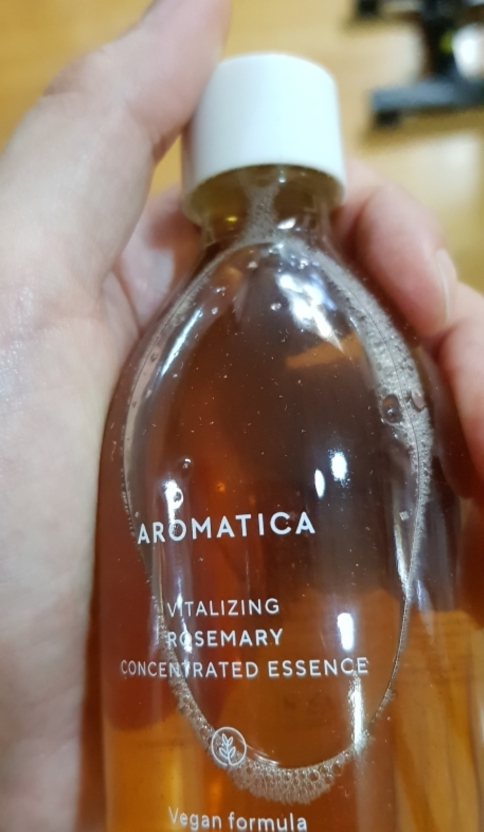 AROMATICA
VITALIZING
ROSEMARY
CONCENTRATED ESSENCE
Vegan formula